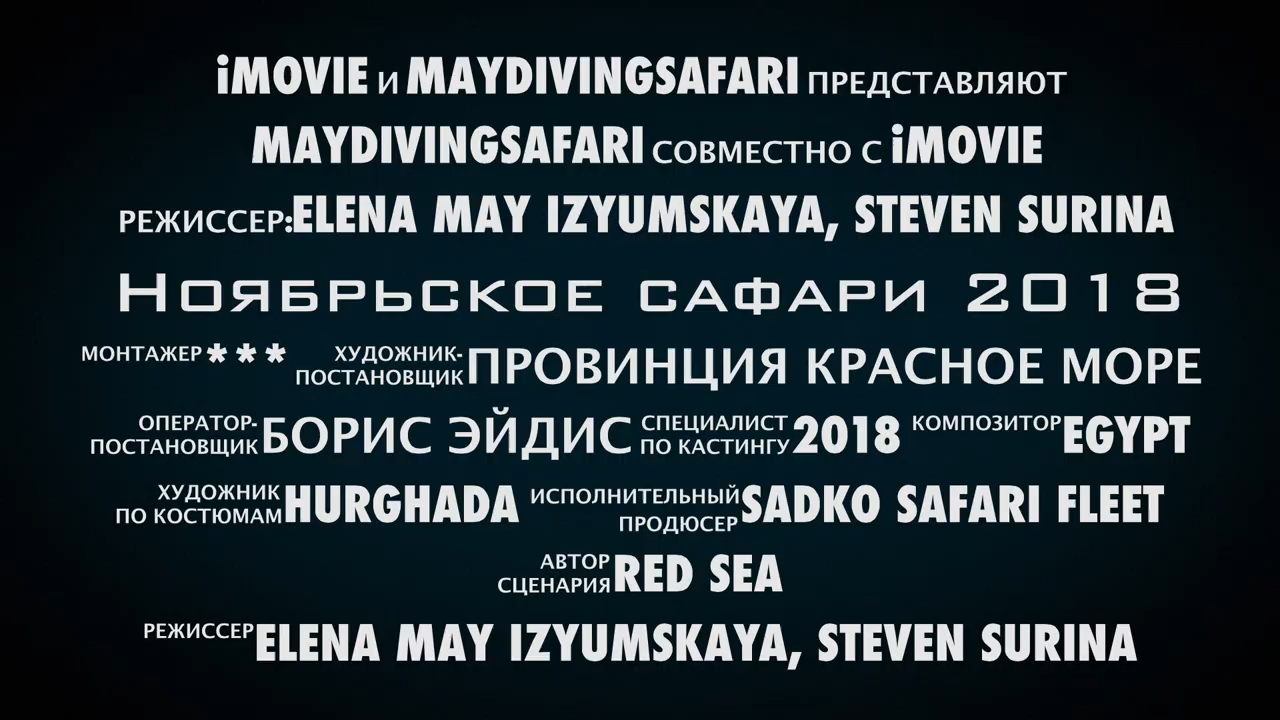 iMOVIE И MAYDIVINGSAFARI ПРЕДСТАВЛЯЮТ
MAYDIVINGSAFARI СОВМЕСТНО С iMOVIE
РЕЖИССЕР:ELENA MAY IZYUMSKAYA, STEVEN SURINA
Ноябрьское сафари 2018
МОНТАЖЕР*** ХУДОЖНИК-ПОСТАНОВЩИК ПРОВИНЦИЯ КРАСНОЕ МОРЕ
ОПЕРАТОР-ПОСТАНОВЩИК БОРИС ЭЙДИС СПЕЦИАЛИСТ ПО КАСТИНГУ 2018 КОМПОЗИТОР EGYPT
ХУДОЖНИК ПО КОСТЮМАМ HURGHADA ИСПОЛНИТЕЛЬНЫЙ ПРОДЮСЕР SADKO SAFARI FLEET
АВТОР СЦЕНАРИЯ RED SEA
РЕЖИССЕР ELENA MAY IZYUMSKAYA, STEVEN SURINA